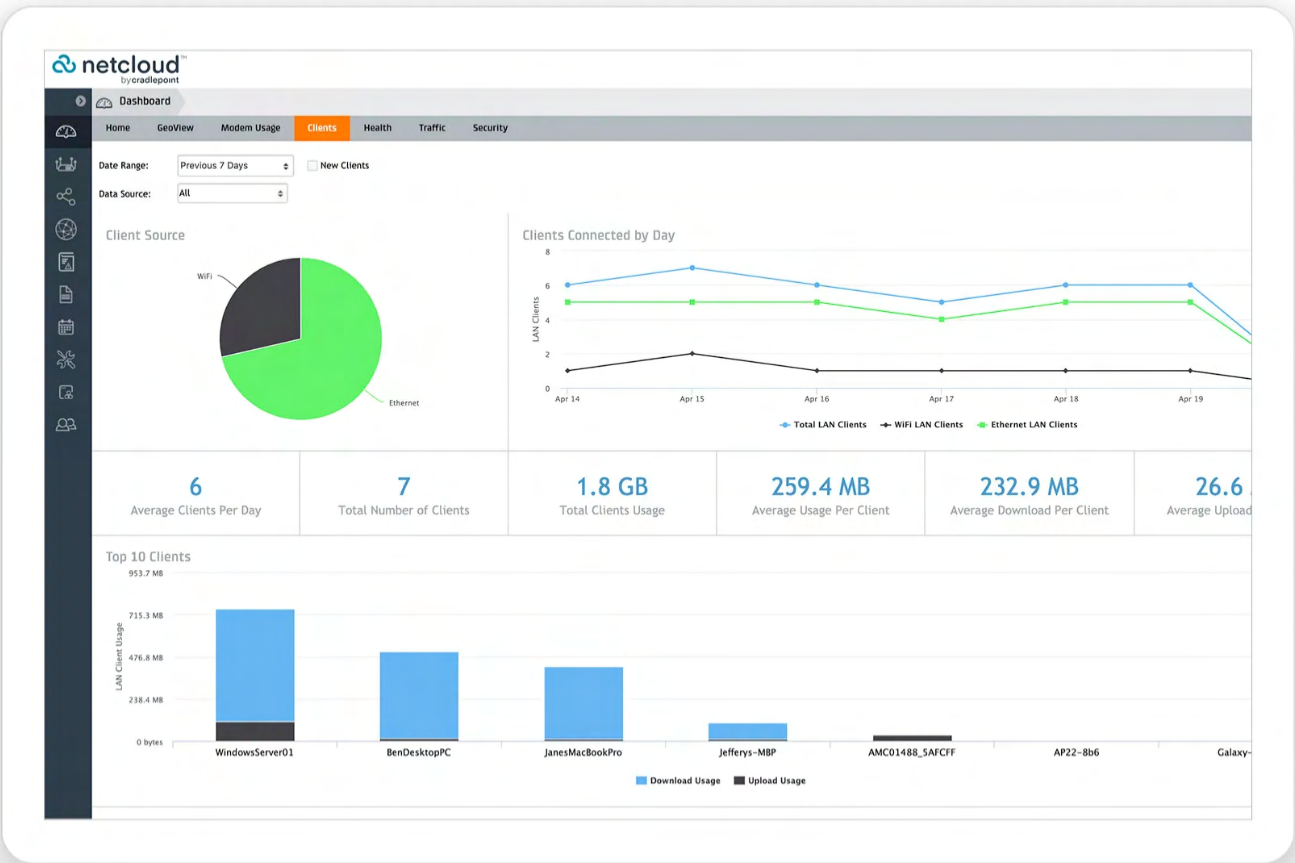 netcloud™
by cradlepoint
Dashboard
Home GeoView Modem Usage Clients Health Traffic Security
Date Range: Previous 7 Days New Clients
Data Source: All
Client Source
WiFi
Ethernet
Clients Connected by Day
8
6
4
2
0
LAN Clients
Apr 14 Apr 15 Apr 16 Apr 17 Apr 18 Apr 19
Total LAN Clients WiFi LAN Clients Ethernet LAN Clients
6
Average Clients Per Day
7
Total Number of Clients
1.8 GB
Total Clients Usage
259.4 MB
Average Usage Per Client
232.9 MB
Average Download Per Client
26.6
Average Upload
Top 10 Clients
953.7 MB
715.3 MB
476.8 MB
238.4 MB
0 bytes
LAN Client Usage
WindowsServer01 BenDesktopPC JanesMacBookPro Jefferys-MBP AMC01488_5AFCFF AP22-8b6 Galaxy-
Download Usage Upload Usage